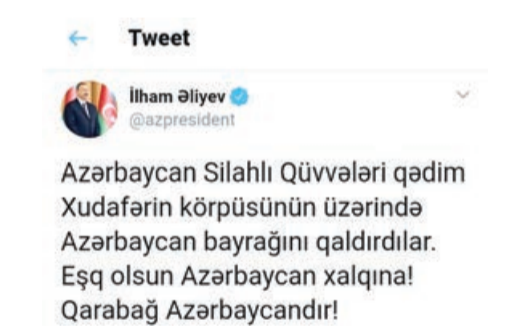 Tweet
İlham Əliyev
@azpresident
Azərbaycan Silahlı Qüvvələri qədim
Xudafərin körpüsünün üzərində
Azərbaycan bayrağını qaldırdılar.
Eşq olsun Azərbaycan xalqına!
Qarabağ Azərbaycandır!